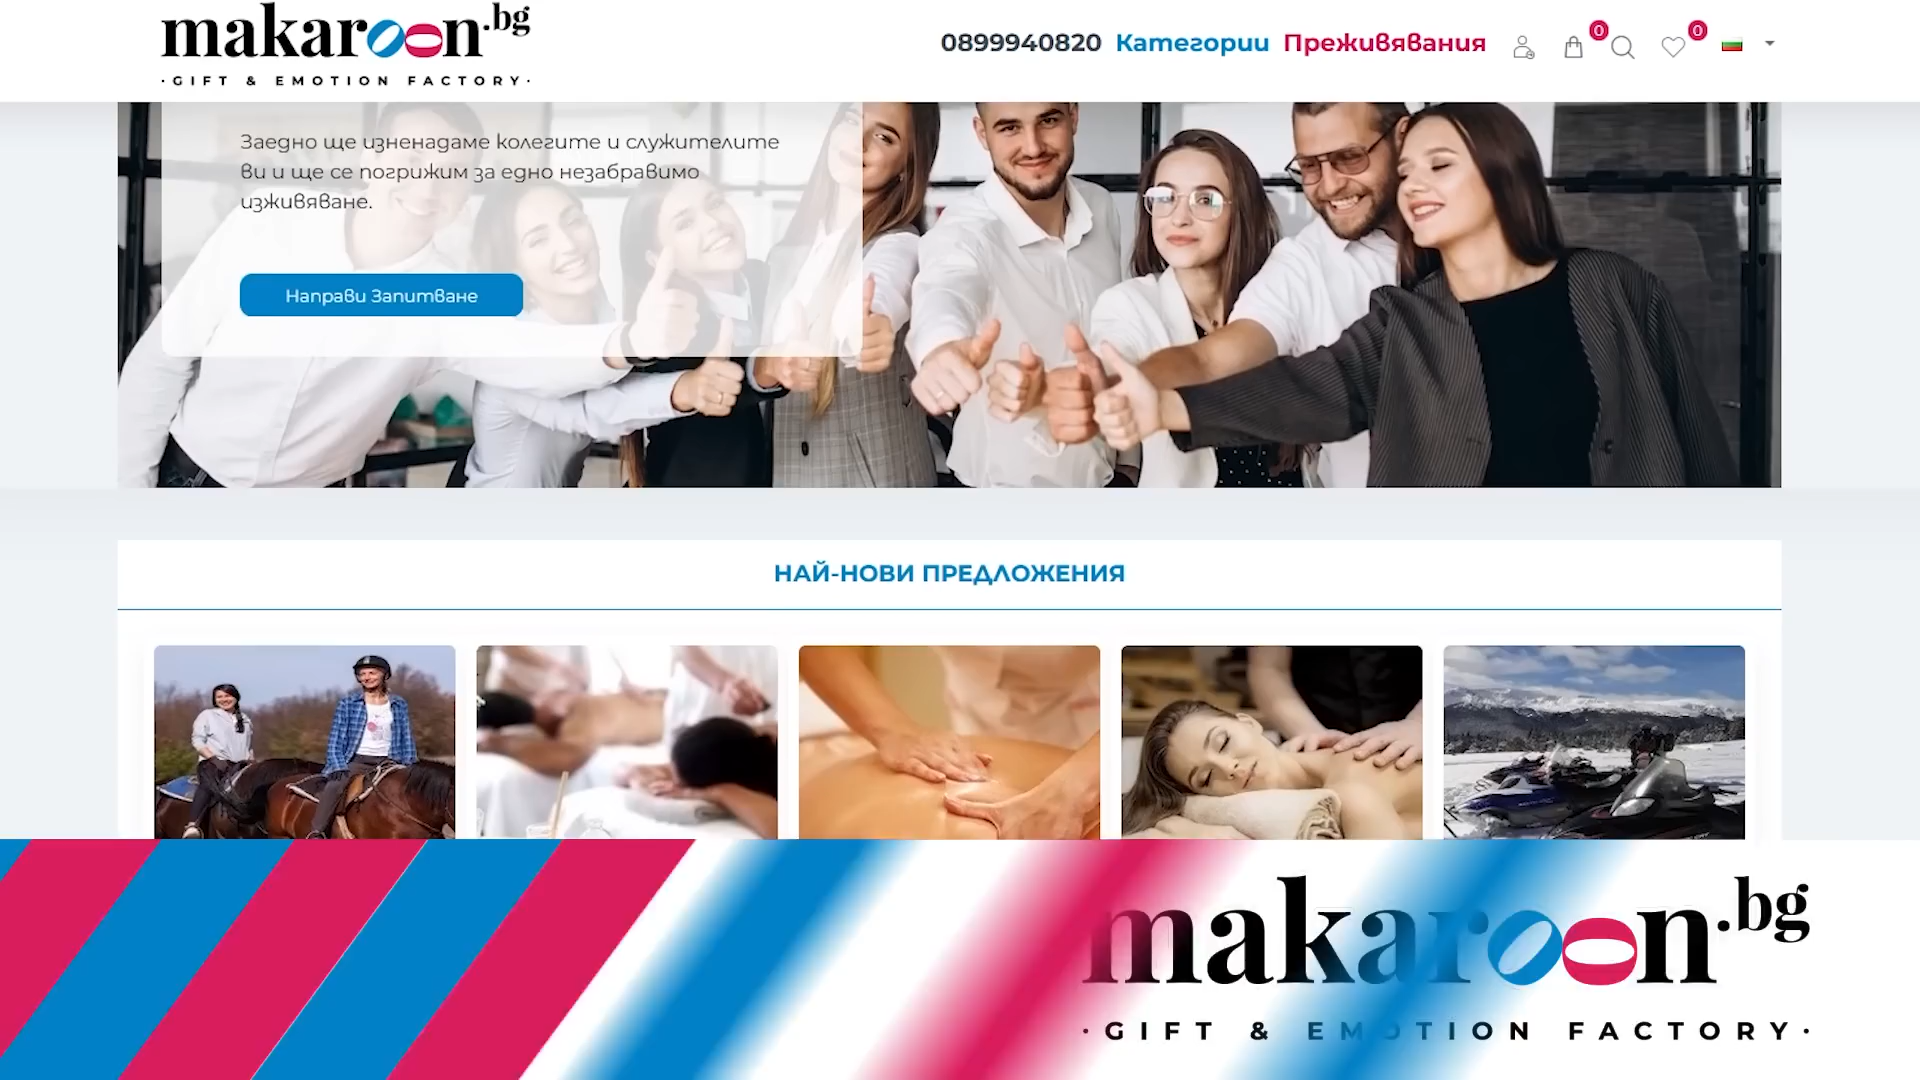 makaroon.bg
·GIFT & EMOTION FACTORY·
0899940820 Категории Преживявания 0 0
Заедно ще изненадаме колегите и служителите
ви и ще се погрижим за едно незабравимо
изживяване.
Направи Запитване
НАЙ-НОВИ ПРЕДЛОЖЕНИЯ
makaroon.bg
·GIFT & EMOTION FACTORY·